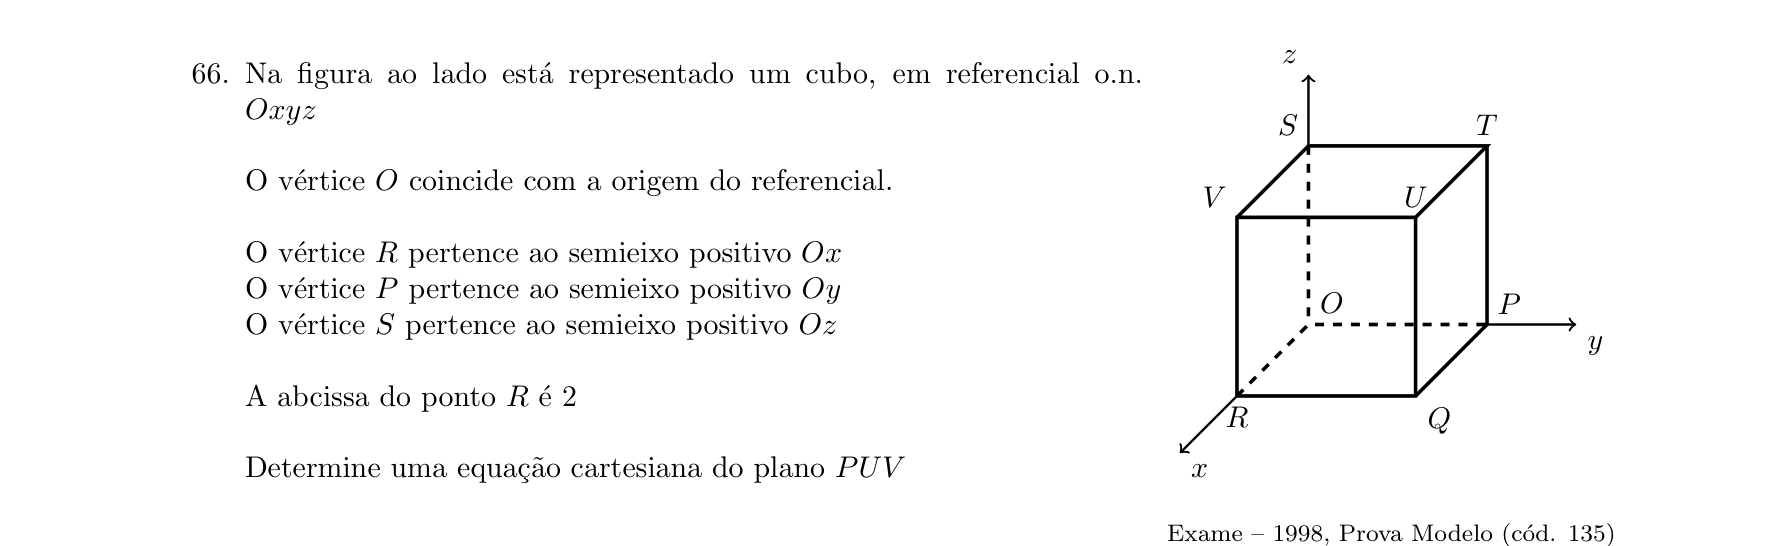 66. Na figura ao lado está representado um cubo, em referencial o.n.
Oxyz
O vértice O coincide com a origem do referencial.
O vértice R pertence ao semieixo positivo Ox
O vértice P pertence ao semieixo positivo Oy
O vértice S pertence ao semieixo positivo Oz
A abcissa do ponto R é 2
Determine uma equação cartesiana do plano PUV
z
S
T
V
U
O
P
y
R
Q
x
Exame – 1998, Prova Modelo (cód. 135)